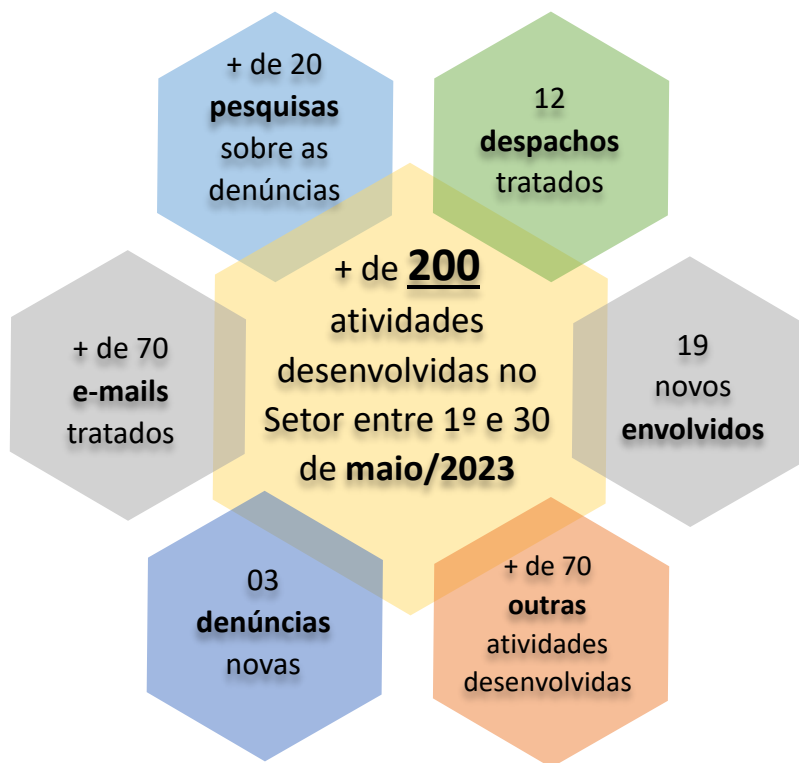 + de 20
pesquisas
sobre as
denúncias
12
despachos
tratados
+ de 200
atividades
desenvolvidas no
Setor entre 1º e 30
de maio/2023
+ de 70
e-mails
tratados
19
novos
envolvidos
03
denúncias
novas
+ de 70
outras
atividades
desenvolvidas